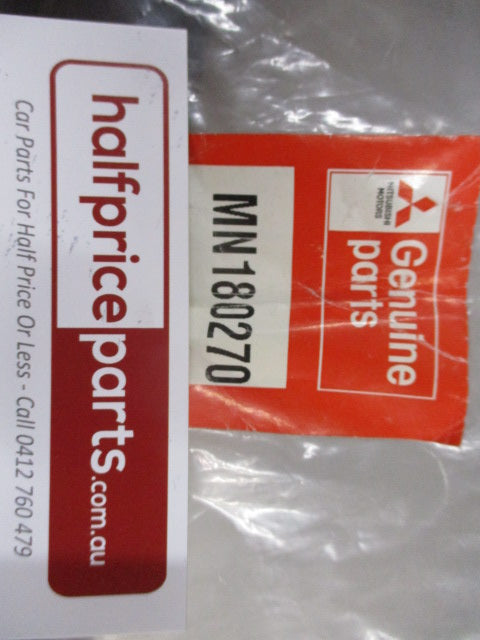 halfpriceparts.com.au
Car Parts For Half Price Or Less - Call 0412 760 479
MITSUBISHI
MOTORS
Genuine
parts
MN180270